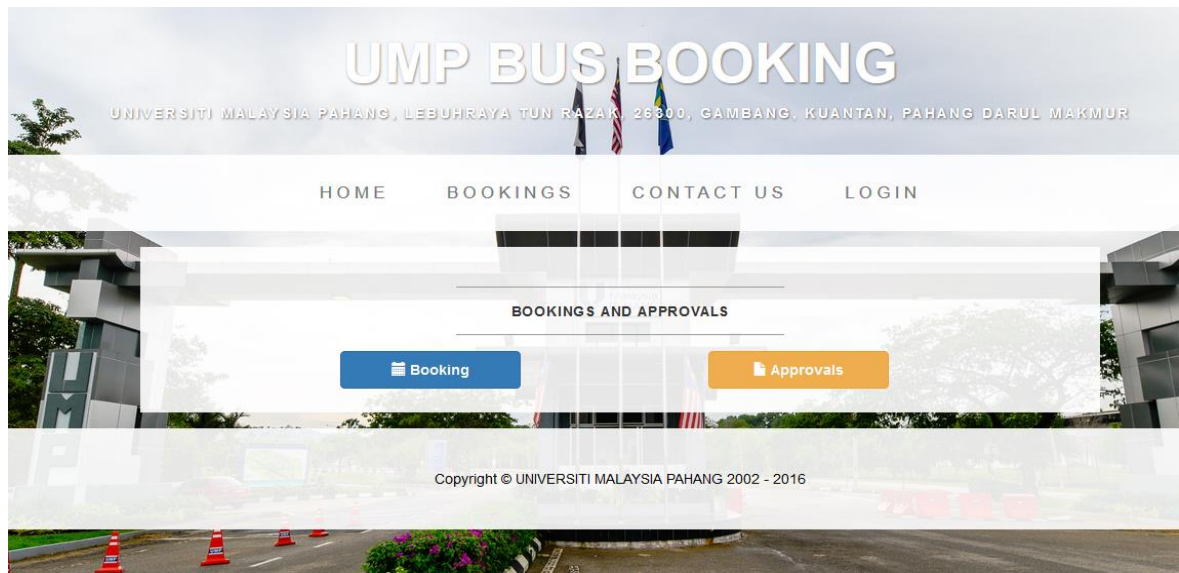 UMP BUS BOOKING
UNIVERSITI MALAYSIA PAHANG, LEBUHRAYA TUN RAZAK, 26300, GAMBANG, KUANTAN, PAHANG DARUL MAKMUR
HOME BOOKINGS CONTACT US LOGIN
BOOKINGS AND APPROVALS
Booking Approvals
U
M
P
Copyright © UNIVERSITI MALAYSIA PAHANG 2002 - 2016